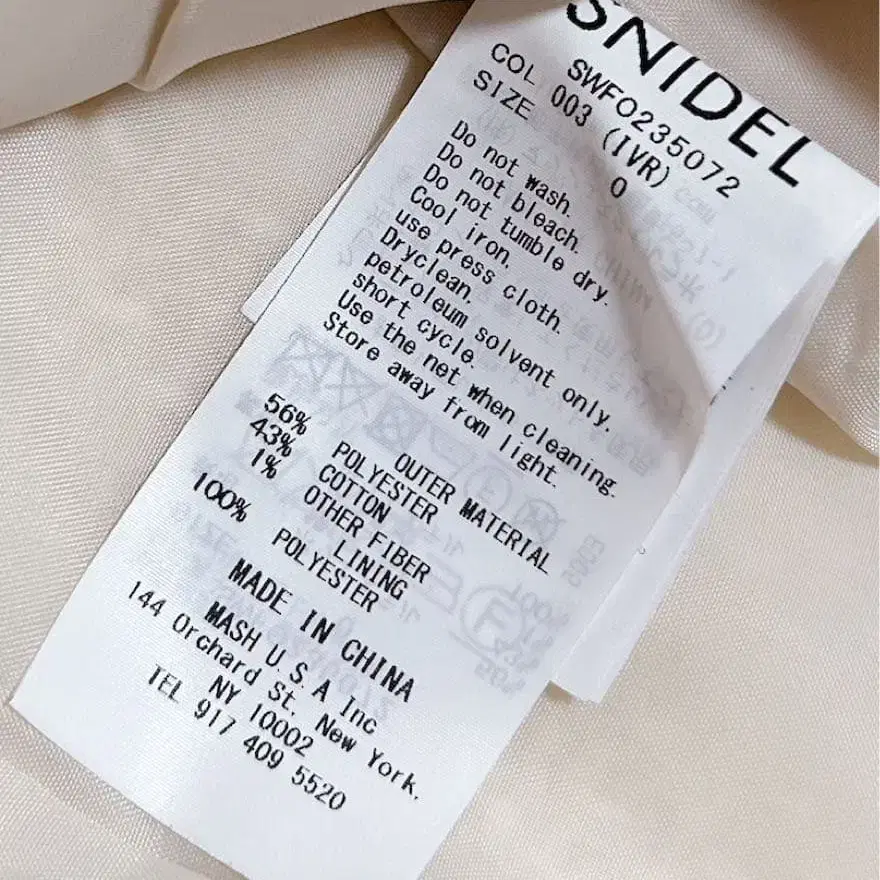 SNIDEL
SWFO235072
COL 003 (IVR)
SIZE 0
Do not wash.
Do not bleach.
Do not tumble dry.
Cool iron.
use press cloth.
Dryclean.
petroleum solvent only.
short cycle.
Use the net when cleaning.
Store away from light.
OUTER MATERIAL
56% POLYESTER
43% COTTON
1% OTHER FIBER
LINING
100% POLYESTER
MADE IN CHINA
MASH U.S.A Inc
144 Orchard St. New York.
NY 10002
TEL 917 409 5520